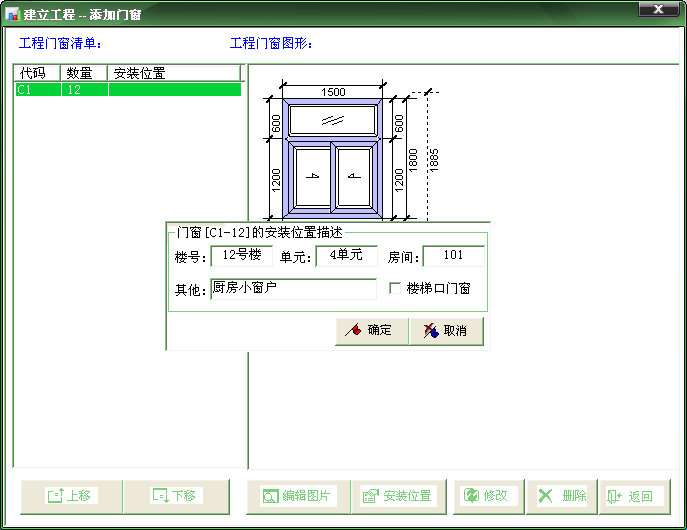 建立工程 -- 添加门窗
工程门窗清单:
工程门窗图形:
代码 数量 安装位置
C1 12
1500
600 600
1200 1200
1800
1885
门窗[C1-12]的安装位置描述
楼号: 12号楼 单元: 4单元 房间: 101
其他: 厨房小窗户 楼梯口门窗
确定 取消
上移 下移 编辑图片 安装位置 修改 删除 返回